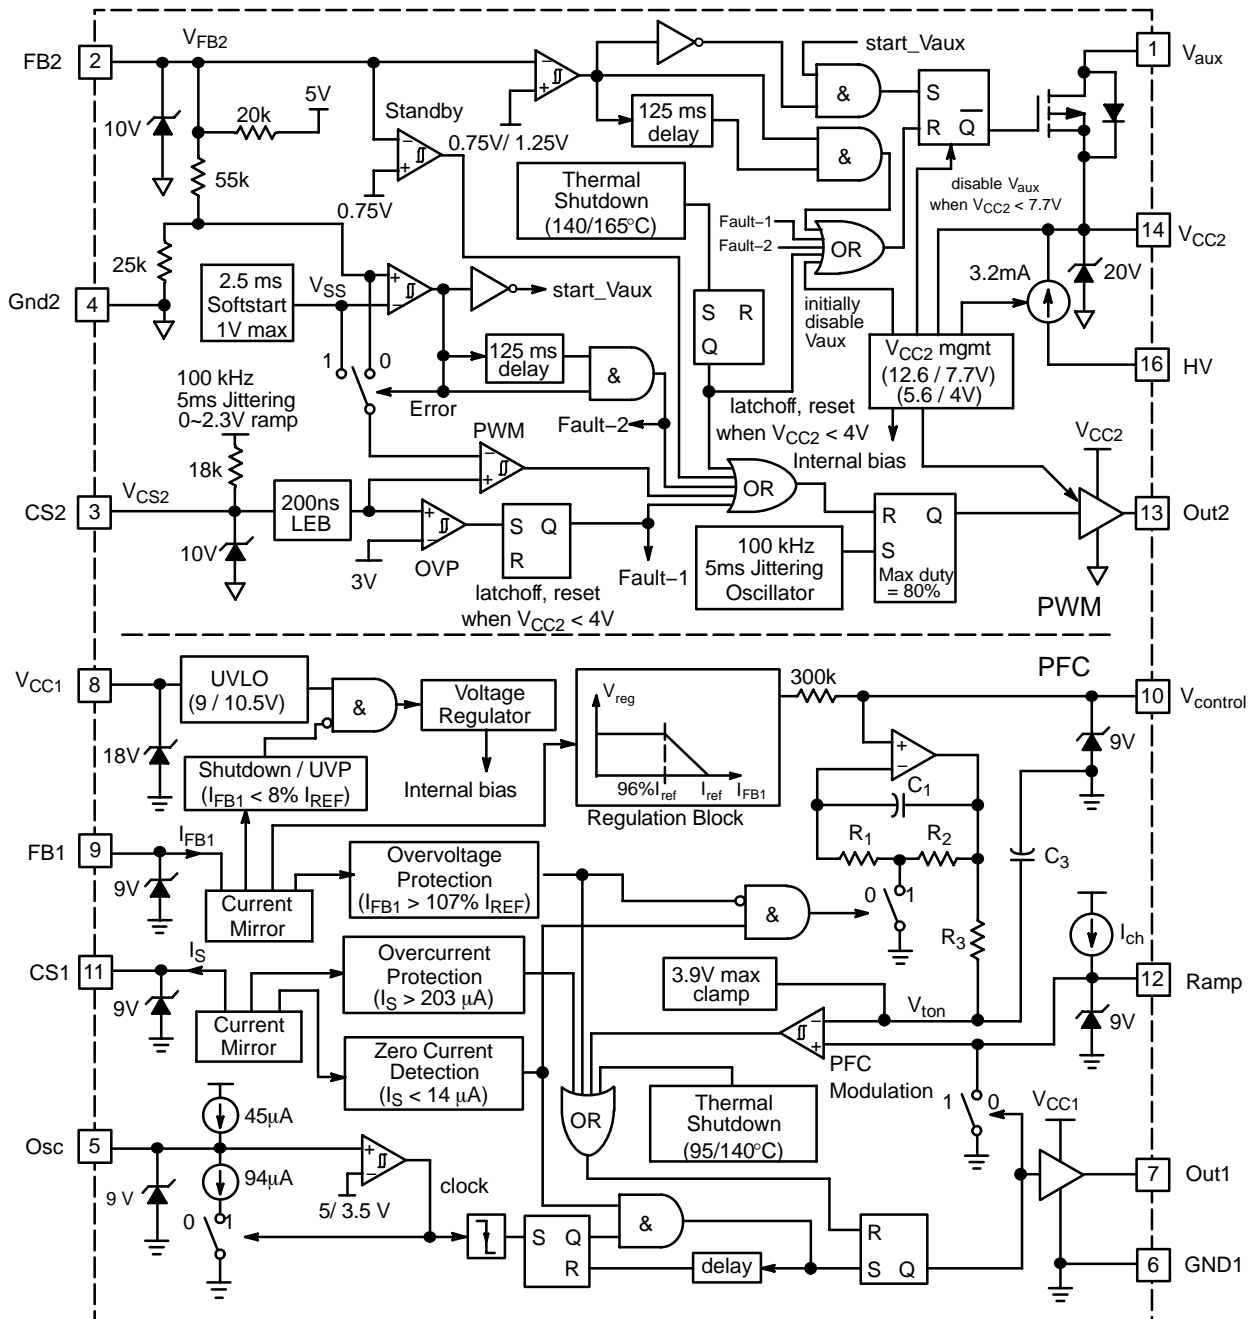 V_FB2
FB2
2
10V
20k
5V
55k
25k
Gnd2
4
Standby
0.75V
0.75V/ 1.25V
125 ms
delay
start_Vaux
&
&
S
R
Q
1
V_aux
disable V_aux
when V_CC2 < 7.7V
Thermal
Shutdown
(140/165°C)
Fault–1
Fault–2
OR
14
V_CC2
3.2mA
20V
2.5 ms
Softstart
1V max
V_SS
start_Vaux
S
R
Q
initially
disable
Vaux
V_CC2 mgmt
(12.6 / 7.7V)
(5.6 / 4V)
16
HV
1
0
125 ms
delay
&
Error
Fault–2
latchoff, reset
when V_CC2 < 4V
Internal bias
V_CC2
100 kHz
5ms Jittering
0~2.3V ramp
18k
PWM
V_CS2
CS2
3
10V
200ns
LEB
3V
OVP
S
Q
R
Fault–1
latchoff, reset
when V_CC2 < 4V
OR
R
Q
S
Max duty
= 80%
100 kHz
5ms Jittering
Oscillator
13
Out2
PWM
PFC
V_CC1
8
UVLO
(9 / 10.5V)
&
Voltage
Regulator
18V
Shutdown / UVP
(I_FB1 < 8% I_REF)
Internal bias
V_reg
96%I_ref
I_ref
I_FB1
Regulation Block
300k
10
V_control
9V
C_1
R_1
R_2
C_3
0
1
R_3
FB1
9
I_FB1
9V
Current
Mirror
Overvoltage
Protection
(I_FB1 > 107% I_REF)
&
CS1
11
I_S
9V
Current
Mirror
Overcurrent
Protection
(I_S > 203 μA)
3.9V max
clamp
V_ton
I_ch
12
Ramp
9V
Zero Current
Detection
(I_S < 14 μA)
PFC
Modulation
OR
Thermal
Shutdown
(95/140°C)
1
0
V_CC1
45μA
Osc
5
94μA
9 V
0
1
5/ 3.5 V
clock
S
Q
R
&
delay
R
S
Q
7
Out1
6
GND1